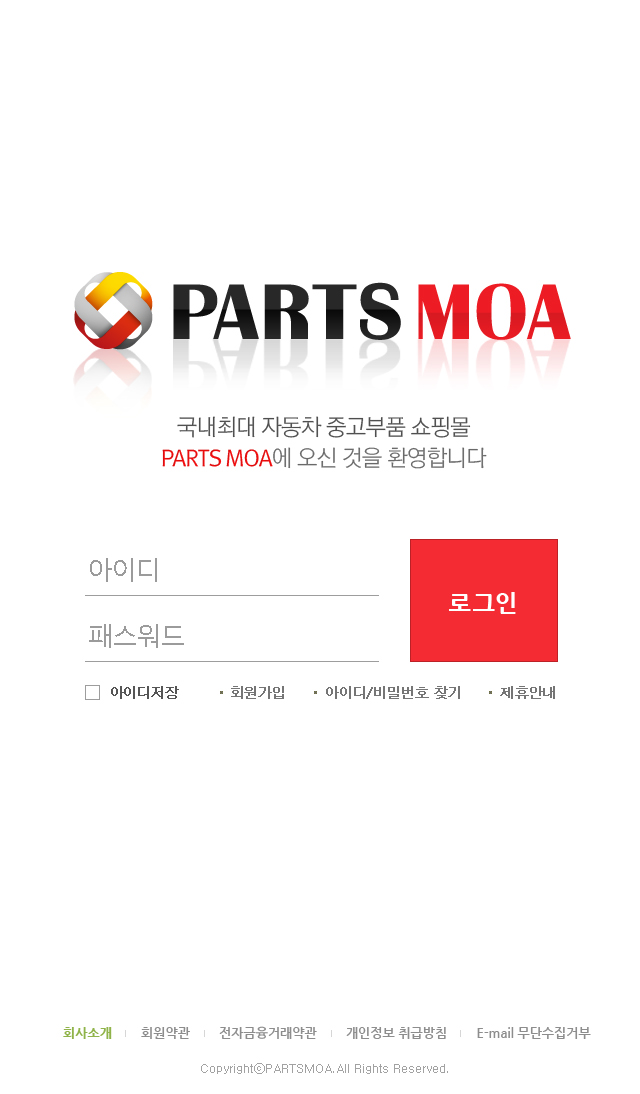 PARTS MOA
국내최대 자동차 중고부품 쇼핑몰
PARTS MOA에 오신 것을 환영합니다
아이디
로그인
패스워드
아이디저장 · 회원가입 · 아이디/비밀번호 찾기 · 제휴안내
회사소개 | 회원약관 | 전자금융거래약관 | 개인정보 취급방침 | E-mail 무단수집거부
CopyrightⓒPARTSMOA. All Rights Reserved.